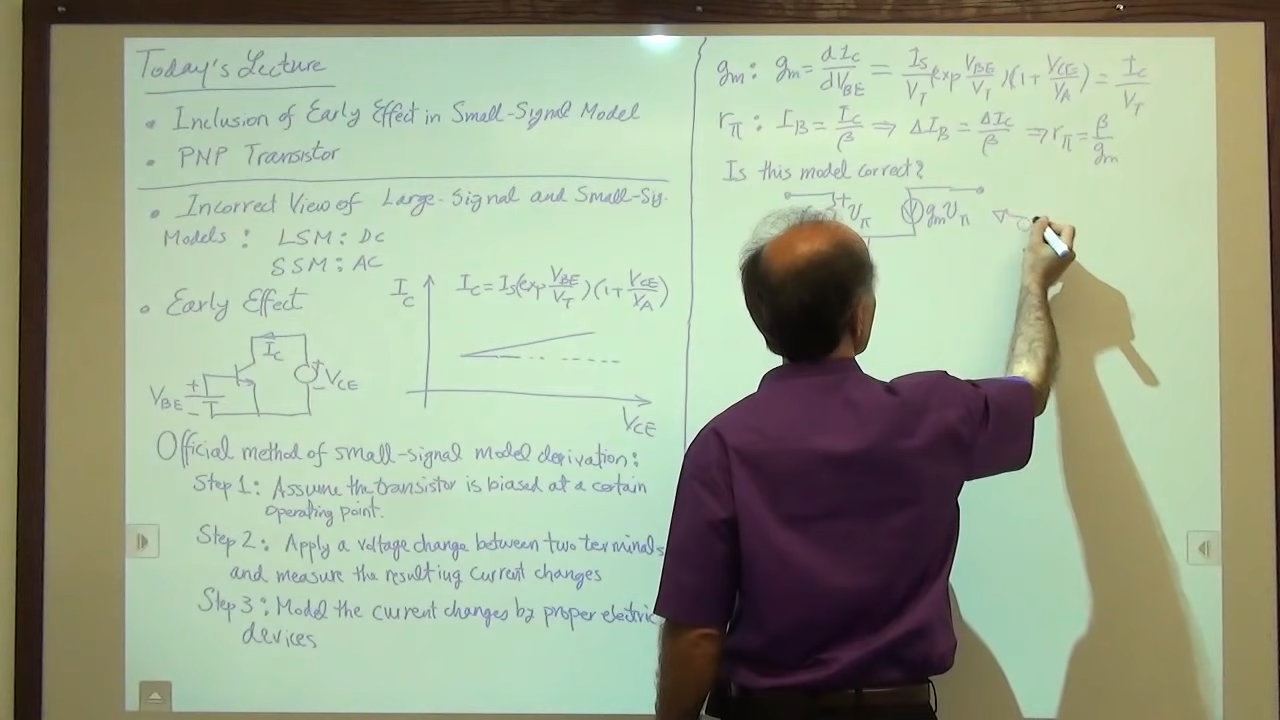 Today's Lecture
• Inclusion of Early Effect in Small-Signal Model
• PNP Transistor
• Incorrect View of Large-Signal and Small-Sig.
Models: LSM: DC
SSM: AC
• Early Effect
I_C
I_C = I_S(exp V_BE/V_T)(1+V_CE/V_A)
V_CE
I_C
V_BE + −
+ − V_CE
Official method of small-signal model derivation:
Step 1: Assume the transistor is biased at a certain
operating point.
Step 2: Apply a voltage change between two terminals
and measure the resulting current changes
Step 3: Model the current changes by proper electric
devices
g_m: g_m = dI_C/dV_BE = I_S/V_T (exp V_BE/V_T)(1+V_CE/V_A) = I_C/V_T
r_π: I_B = I_C/β ⇒ ΔI_B = ΔI_C/β ⇒ r_π = β/g_m
Is this model correct?
+ v_π
g_m v_π